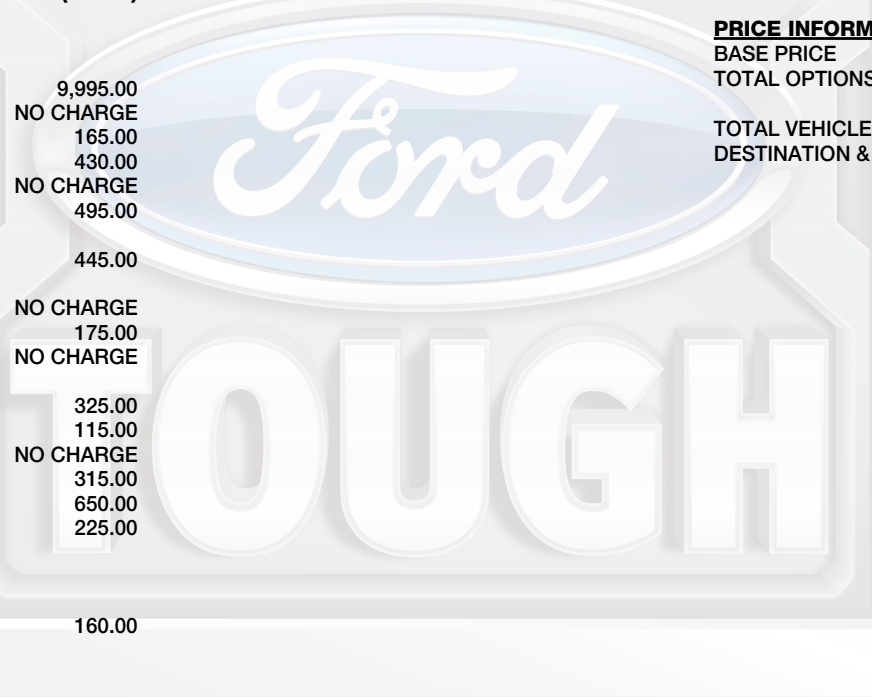 9,995.00
NO CHARGE
165.00
430.00
NO CHARGE
495.00
445.00
NO CHARGE
175.00
NO CHARGE
325.00
115.00
NO CHARGE
315.00
650.00
225.00
160.00
PRICE INFORM
BASE PRICE
TOTAL OPTIONS
TOTAL VEHICLE
DESTINATION &
Ford
TOUGH